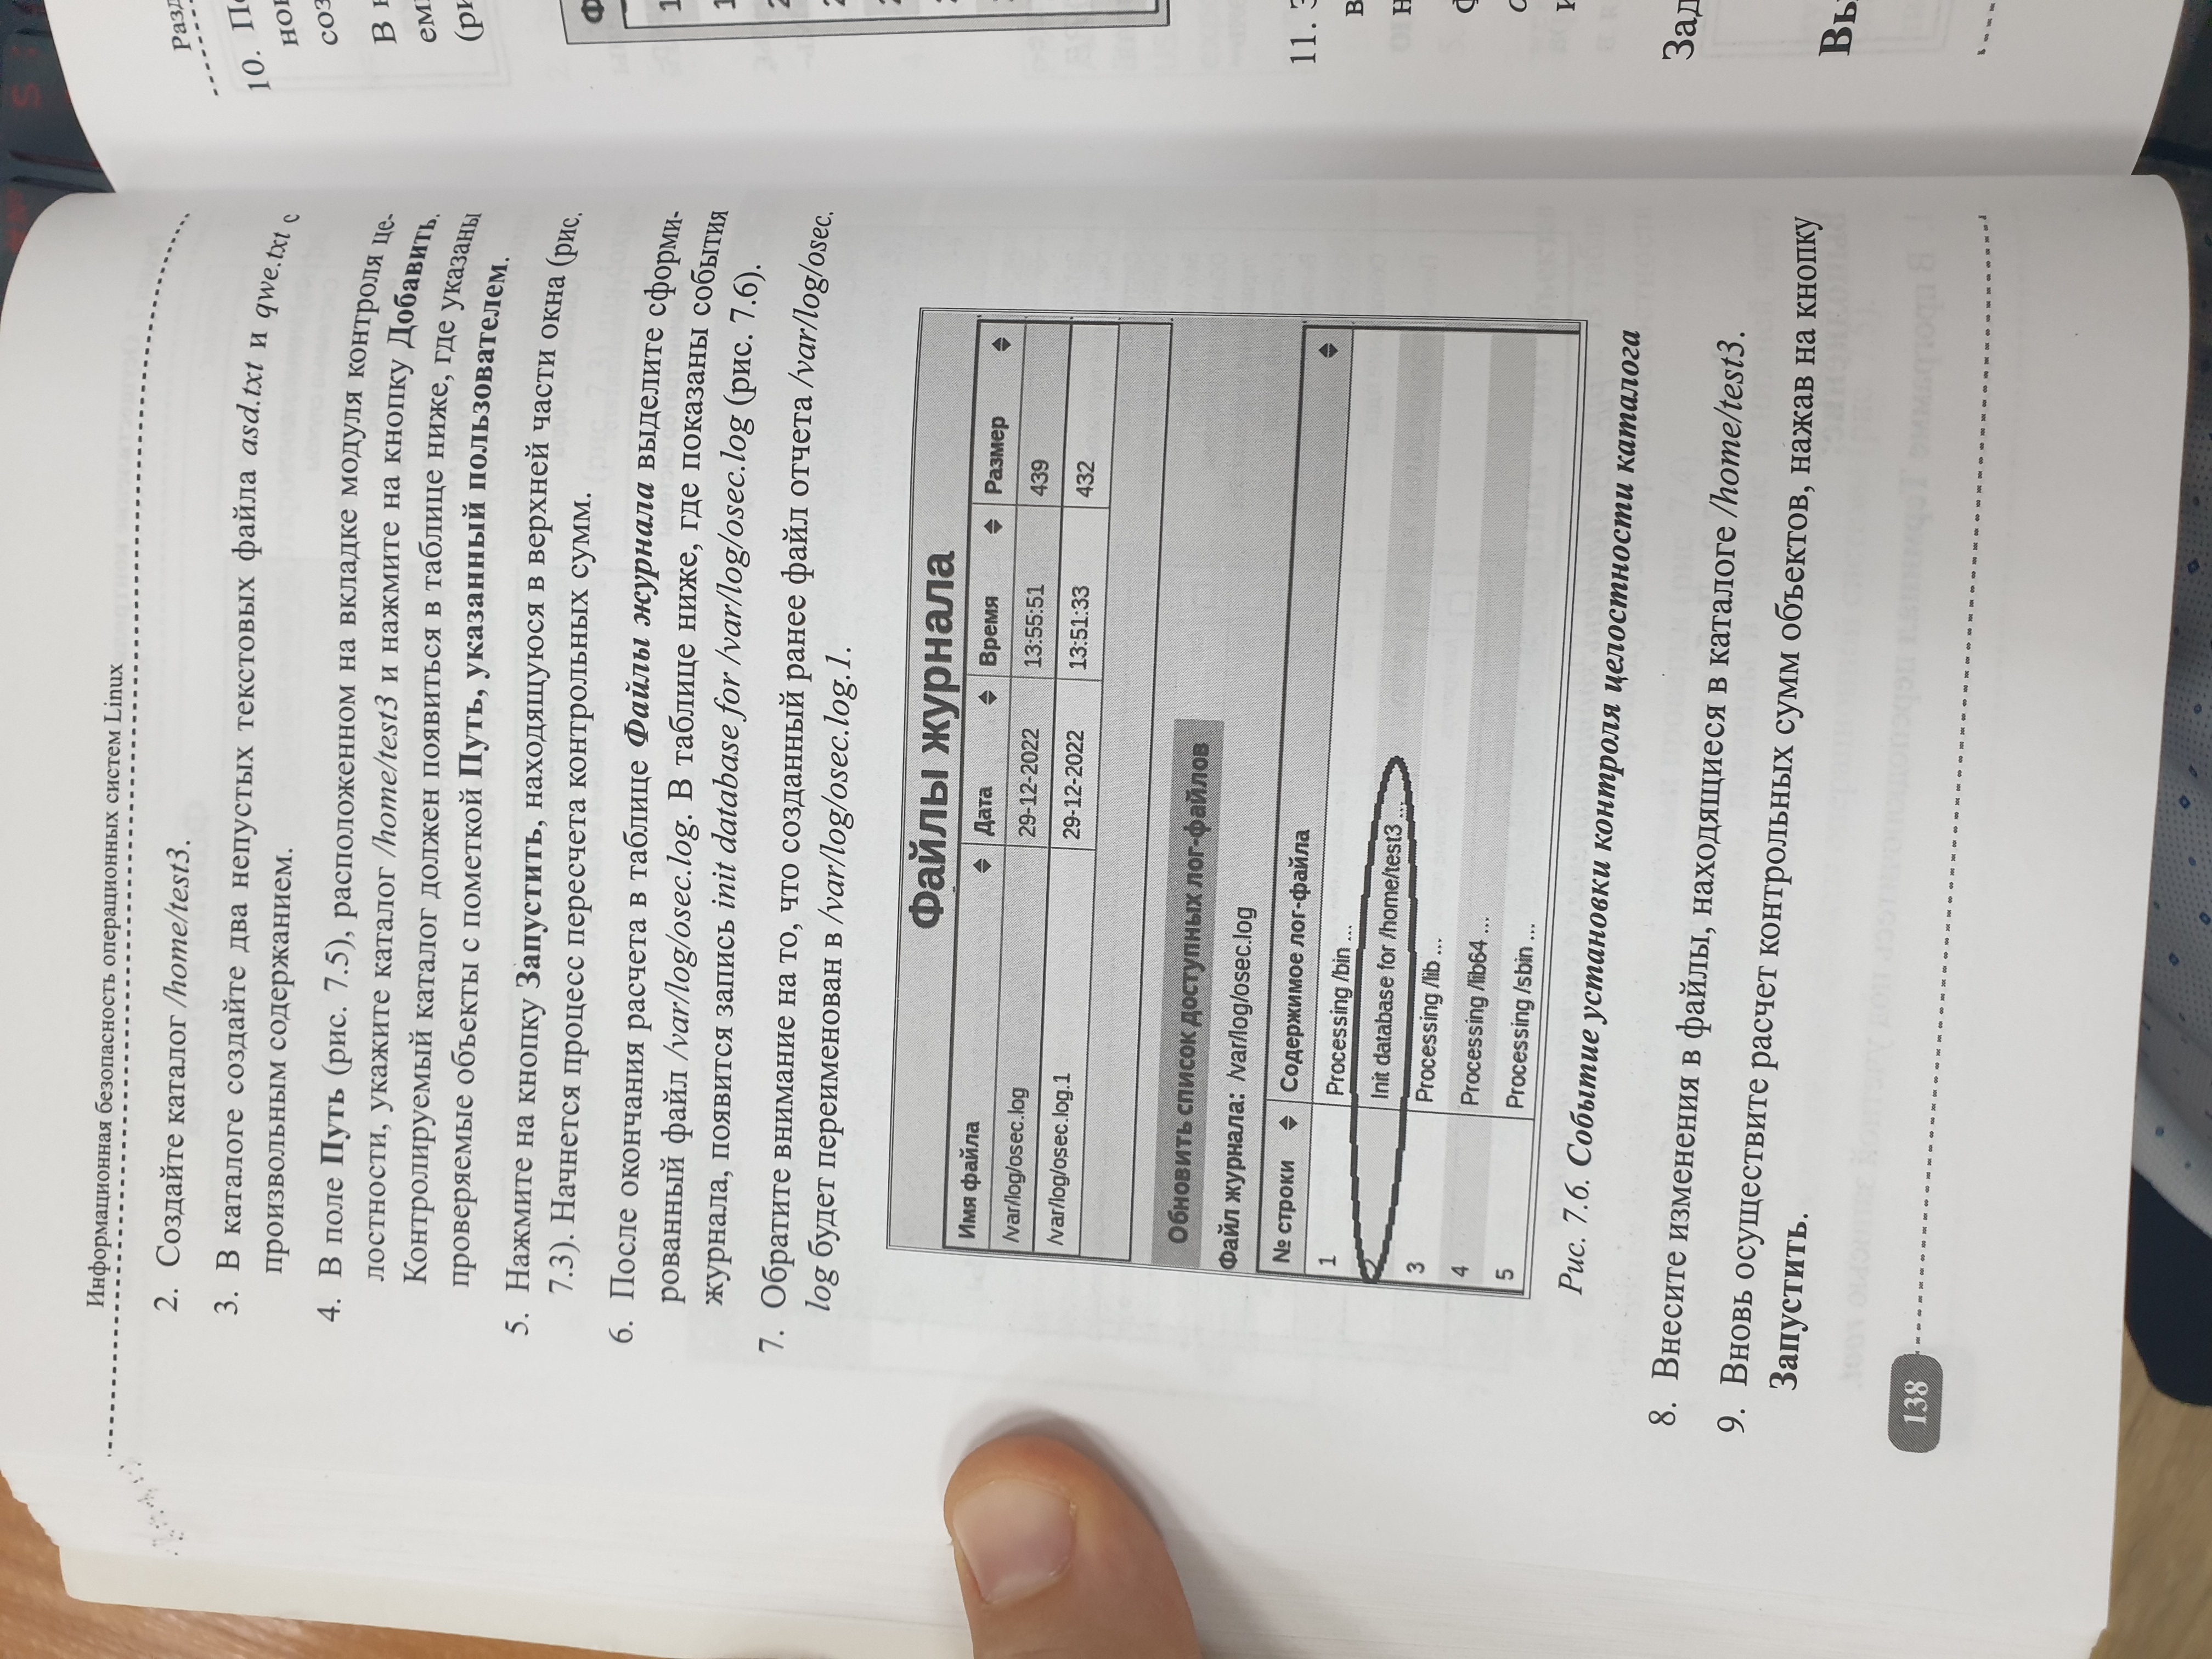 Информационная безопасность операционных систем Linux
2. Создайте каталог /home/test3.
3. В каталоге создайте два непустых текстовых файла asd.txt и qwe.txt с
произвольным содержанием.
4. В поле Путь (рис. 7.5), расположенном на вкладке модуля контроля це-
лостности, укажите каталог /home/test3 и нажмите на кнопку Добавить.
Контролируемый каталог должен появиться в таблице ниже, где указаны
проверяемые объекты с пометкой Путь, указанный пользователем.
5. Нажмите на кнопку Запустить, находящуюся в верхней части окна (рис.
7.3). Начнется процесс пересчета контрольных сумм.
6. После окончания расчета в таблице Файлы журнала выделите сформи-
рованный файл /var/log/osec.log. В таблице ниже, где показаны события
журнала, появится запись init database for /var/log/osec.log (рис. 7.6).
7. Обратите внимание на то, что созданный ранее файл отчета /var/log/osec.
log будет переименован в /var/log/osec.log.1.
Файлы журнала
Имя файла Дата Время Размер
/var/log/osec.log 29-12-2022 13:55:51 439
/var/log/osec.log.1 29-12-2022 13:51:33 432
Обновить список доступных лог-файлов
Файл журнала: /var/log/osec.log
№ строки Содержимое лог-файла
1 Processing /bin ...
2 Init database for /home/test3 ...
3 Processing /lib ...
4 Processing /lib64 ...
5 Processing /sbin ...
Рис. 7.6. Событие установки контроля целостности каталога
8. Внесите изменения в файлы, находящиеся в каталоге /home/test3.
9. Вновь осуществите расчет контрольных сумм объектов, нажав на кнопку
Запустить.
138
10.
11.